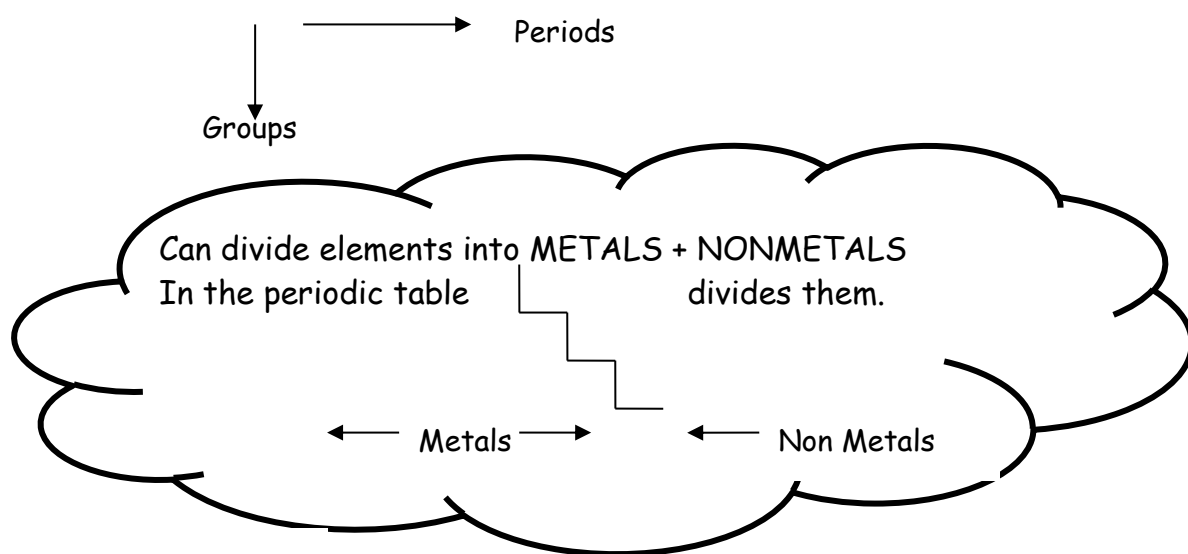 Periods
Groups
Can divide elements into METALS + NONMETALS
In the periodic table divides them.
Metals Non Metals